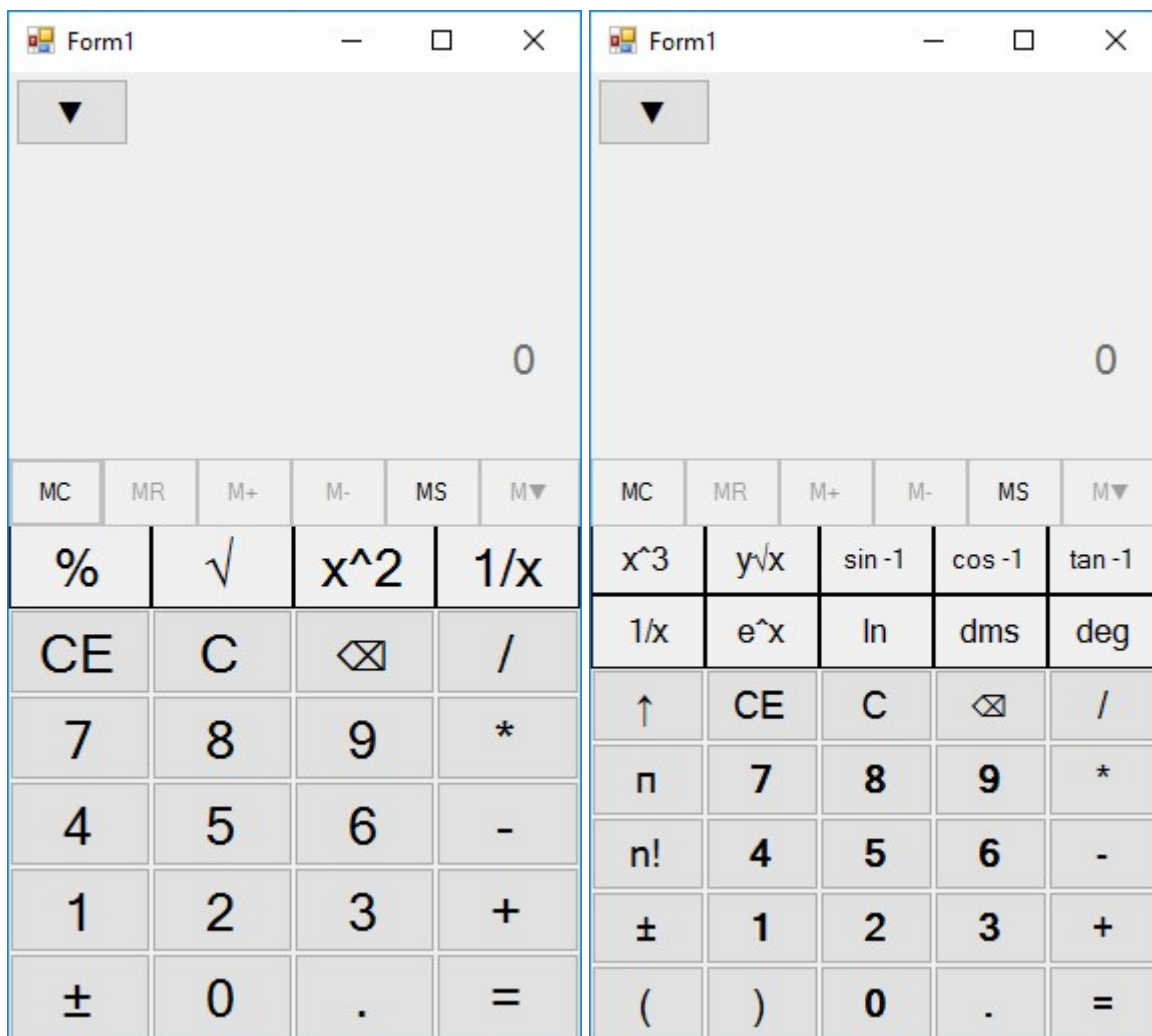 Form1
▼
0
MC MR M+ M- MS M▼
% √ x^2 1/x
CE C ⌫ /
7 8 9 *
4 5 6 -
1 2 3 +
± 0 . =
Form1
▼
0
MC MR M+ M- MS M▼
x^3 y√x sin -1 cos -1 tan -1
1/x e^x ln dms deg
↑ CE C ⌫ /
п 7 8 9 *
n! 4 5 6 -
± 1 2 3 +
( ) 0 . =